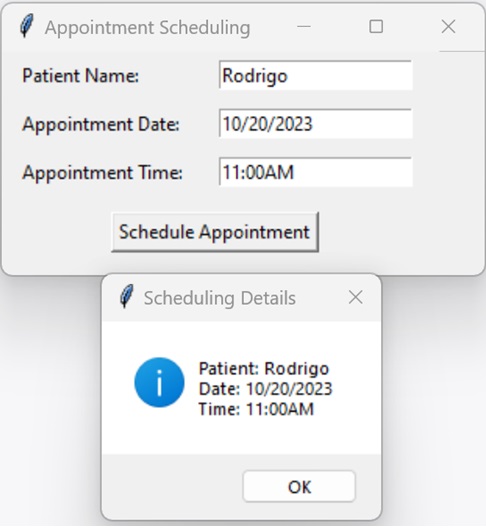 Appointment Scheduling
Patient Name: Rodrigo
Appointment Date: 10/20/2023
Appointment Time: 11:00AM
Schedule Appointment
Scheduling Details
Patient: Rodrigo
Date: 10/20/2023
Time: 11:00AM
OK